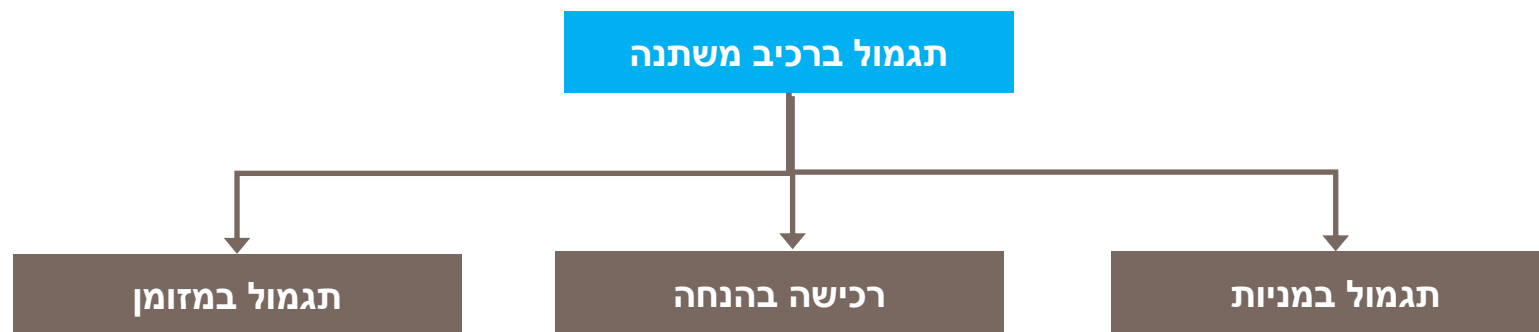 תגמול ברכיב משתנה
תגמול במניות
רכישה בהנחה
תגמול במזומן